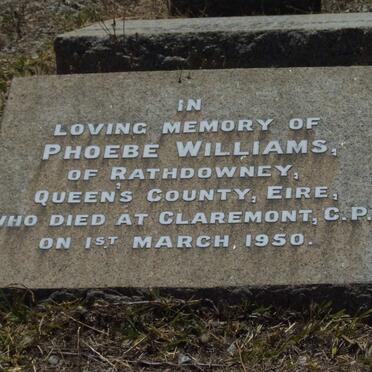 IN
LOVING MEMORY OF
PHOEBE WILLIAMS,
OF RATHDOWNEY,
QUEEN'S COUNTY, EIRE,
WHO DIED AT CLAREMONT, C.P.
ON 1ST MARCH, 1950.